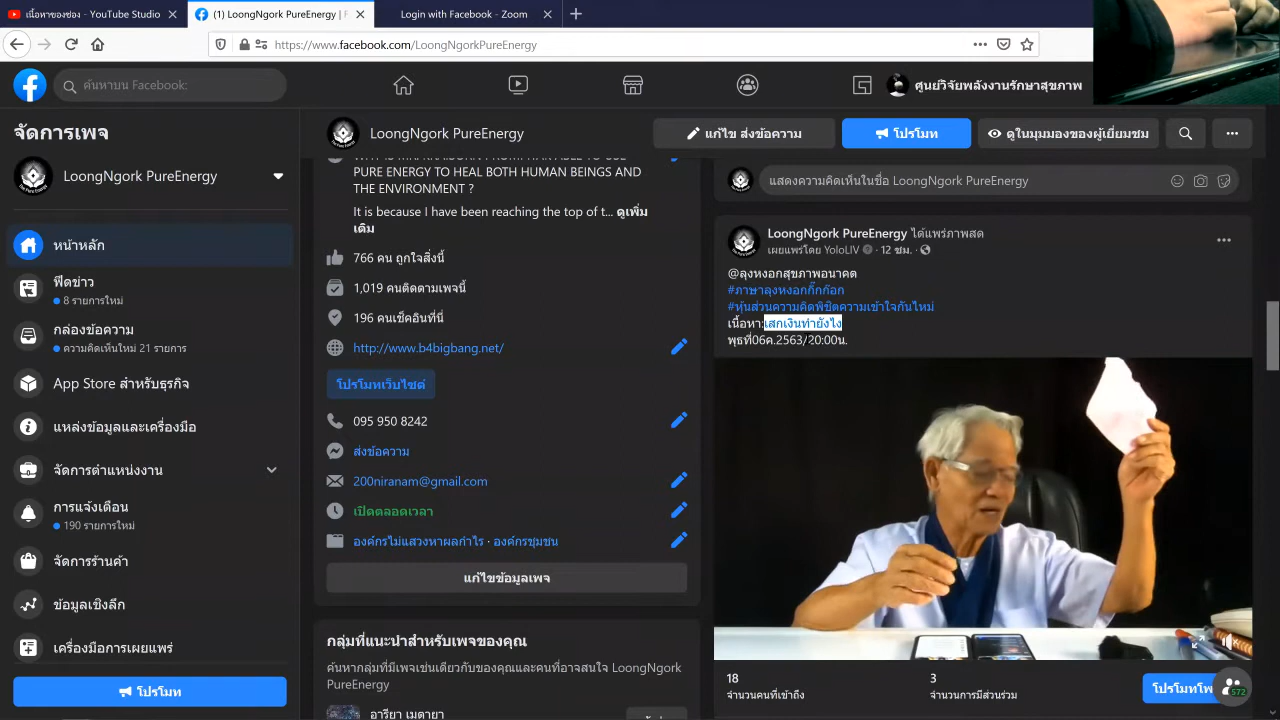 เนื้อหาของช่อง - YouTube Studio
(1) LoongNgork PureEnergy | F
Login with Facebook - Zoom
https://www.facebook.com/LoongNgorkPureEnergy
ค้นหาบน Facebook:
ศูนย์วิจัยพลังงานรักษาสุขภาพ
จัดการเพจ
LoongNgork PureEnergy
หน้าหลัก
ฟีดข่าว
8 รายการใหม่
กล่องข้อความ
ความคิดเห็นใหม่ 21 รายการ
App Store สำหรับธุรกิจ
แหล่งข้อมูลและเครื่องมือ
จัดการตำแหน่งงาน
การแจ้งเตือน
190 รายการใหม่
จัดการร้านค้า
ข้อมูลเชิงลึก
เครื่องมือการเผยแพร่
โปรโมท
LoongNgork PureEnergy
แก้ไข ส่งข้อความ
โปรโมท
ดูในมุมมองของผู้เยี่ยมชม
PURE ENERGY TO HEAL BOTH HUMAN BEINGS AND
THE ENVIRONMENT ?
It is because I have been reaching the top of t... ดูเพิ่ม
เติม
766 คน ถูกใจสิ่งนี้
1,019 คนติดตามเพจนี้
196 คนเช็คอินที่นี่
http://www.b4bigbang.net/
โปรโมทเว็บไซต์
095 950 8242
ส่งข้อความ
200niranam@gmail.com
เปิดตลอดเวลา
องค์กรไม่แสวงหาผลกำไร · องค์กรชุมชน
แก้ไขข้อมูลเพจ
กลุ่มที่แนะนำสำหรับเพจของคุณ
ค้นหากลุ่มที่มีเพจเช่นเดียวกับของคุณและคนที่อาจสนใจ LoongNgork
PureEnergy
อารียา เมดายา
แสดงความคิดเห็นในชื่อ LoongNgork PureEnergy
LoongNgork PureEnergy ได้แพร่ภาพสด
เผยแพร่โดย YoloLIV · 12 ชม. ·
@ลุงหงอกสุขภาพอนาคต
#ภาษาลุงหงอกกิ๊กก๊อก
#หุ้นส่วนความคิดพิชิตความเข้าใจกันใหม่
เนื้อหา:เสกเงินทำยังไง
พุธที่06ค.2563/20:00น.
18
จำนวนคนที่เข้าถึง
3
จำนวนการมีส่วนร่วม
โปรโมทโพ
572